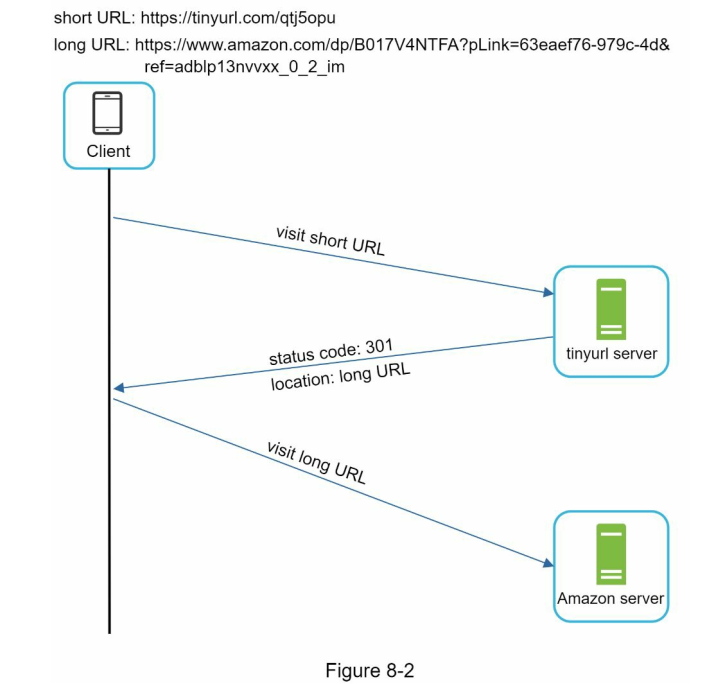 short URL: https://tinyurl.com/qtj5opu
long URL: https://www.amazon.com/dp/B017V4NTFA?pLink=63eaef76-979c-4d&
ref=adblp13nvvxx_0_2_im
Client
visit short URL
tinyurl server
status code: 301
location: long URL
visit long URL
Amazon server
Figure 8-2